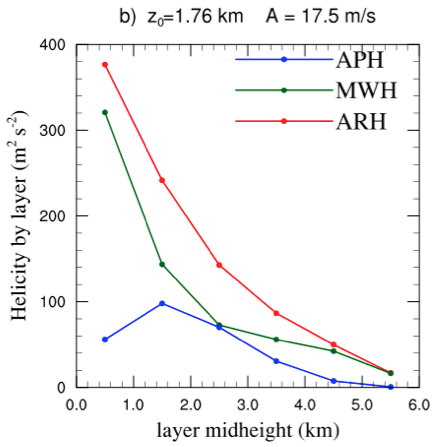 b) z₀=1.76 km A = 17.5 m/s
400
300
200
100
0
Helicity by layer (m² s⁻²)
APH
MWH
ARH
0.0 1.0 2.0 3.0 4.0 5.0 6.0
layer midheight (km)